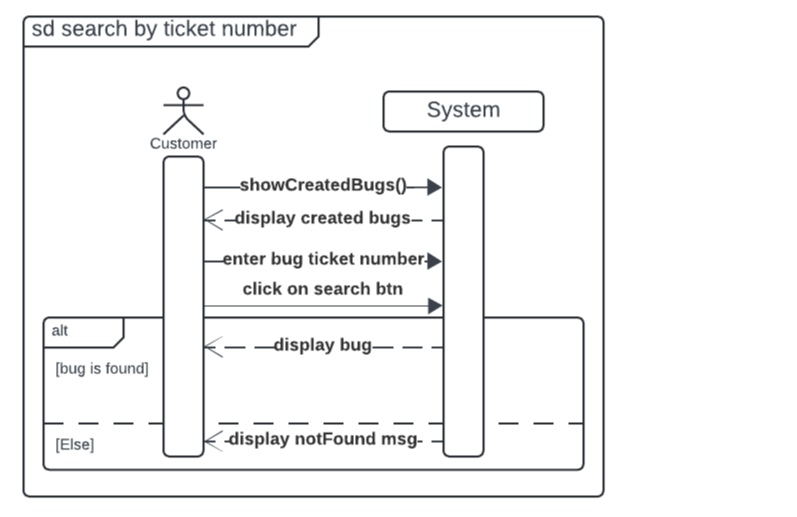 sd search by ticket number
System
Customer
showCreatedBugs()
display created bugs
enter bug ticket number
click on search btn
alt
display bug
[bug is found]
display notFound msg
[Else]